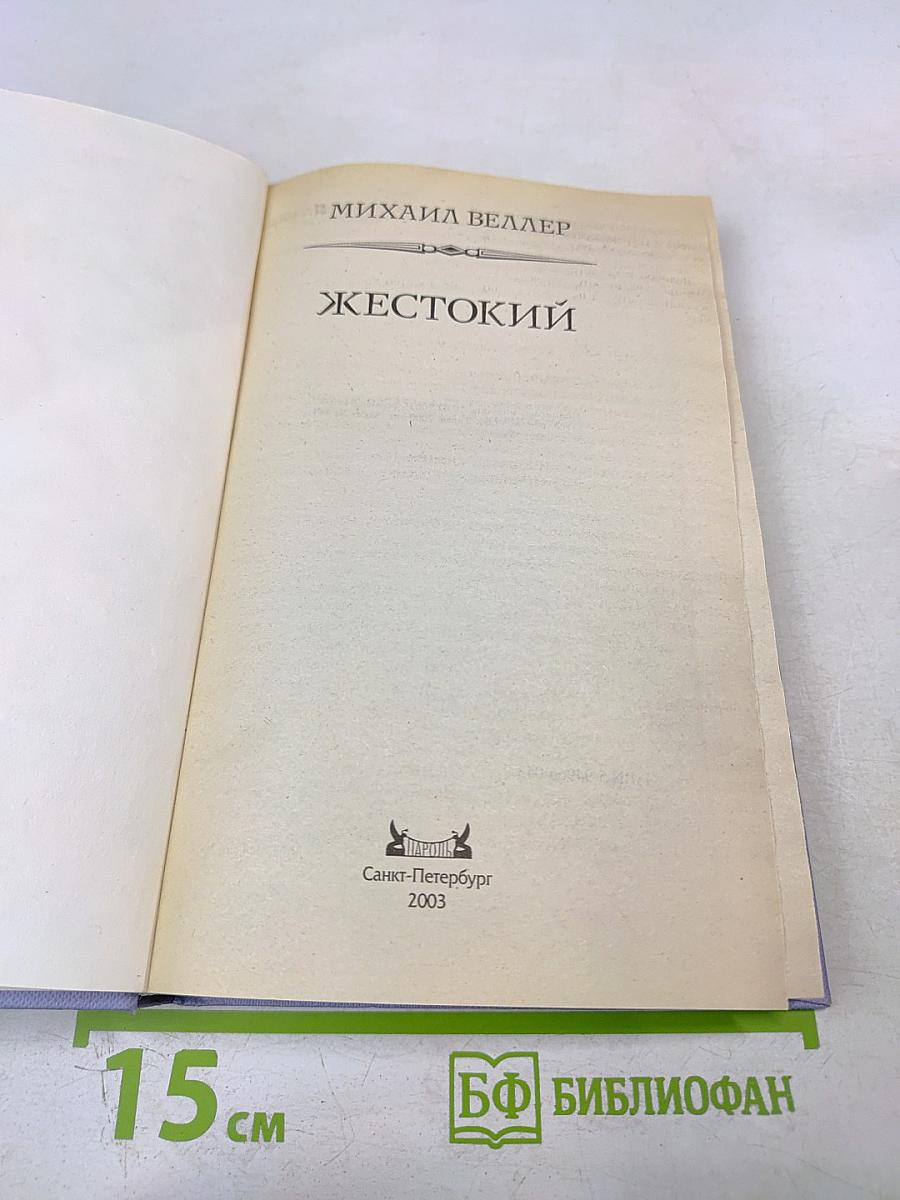 МИХАИЛ ВЕЛЛЕР
ЖЕСТОКИЙ
ПАРОЛЬ
Санкт-Петербург
2003
15 см
БФ БИБЛИОФАН